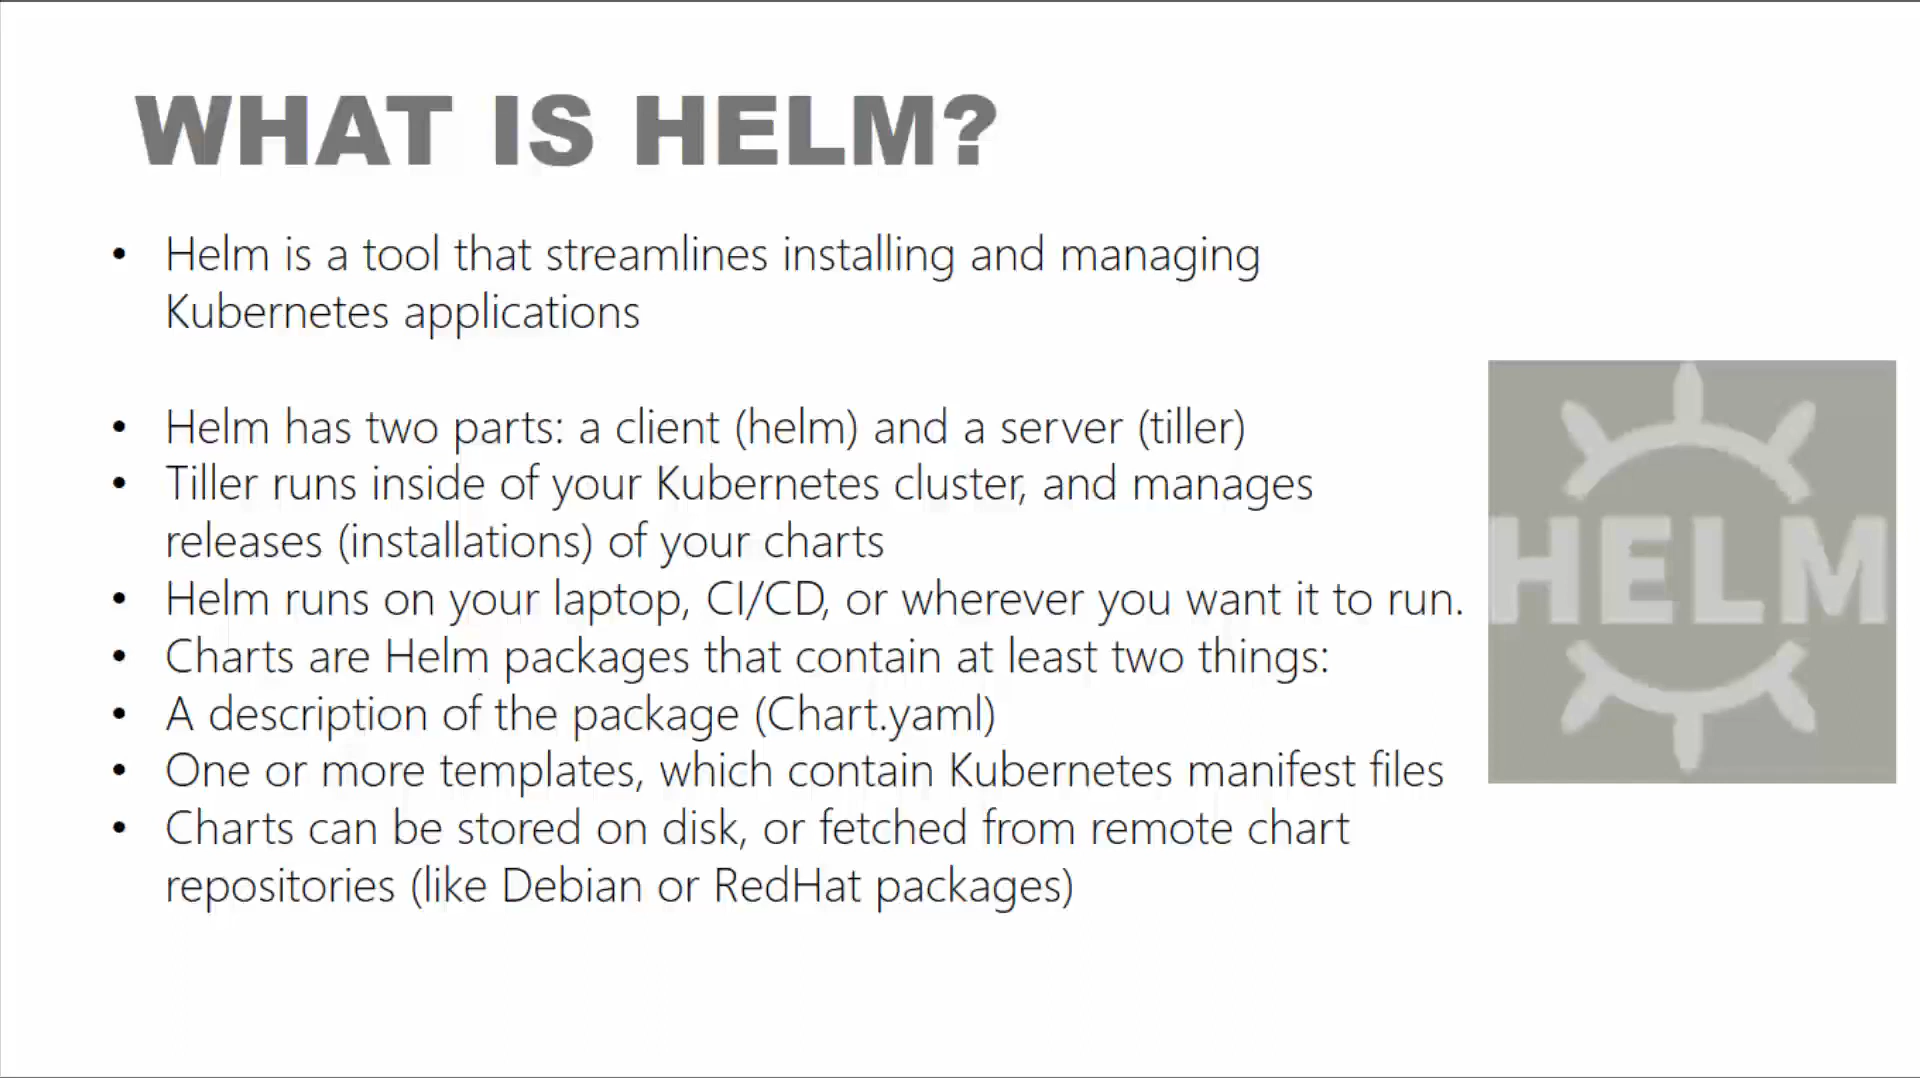 WHAT IS HELM?
• Helm is a tool that streamlines installing and managing
Kubernetes applications
• Helm has two parts: a client (helm) and a server (tiller)
• Tiller runs inside of your Kubernetes cluster, and manages
releases (installations) of your charts
• Helm runs on your laptop, CI/CD, or wherever you want it to run.
• Charts are Helm packages that contain at least two things:
• A description of the package (Chart.yaml)
• One or more templates, which contain Kubernetes manifest files
• Charts can be stored on disk, or fetched from remote chart
repositories (like Debian or RedHat packages)
HELM